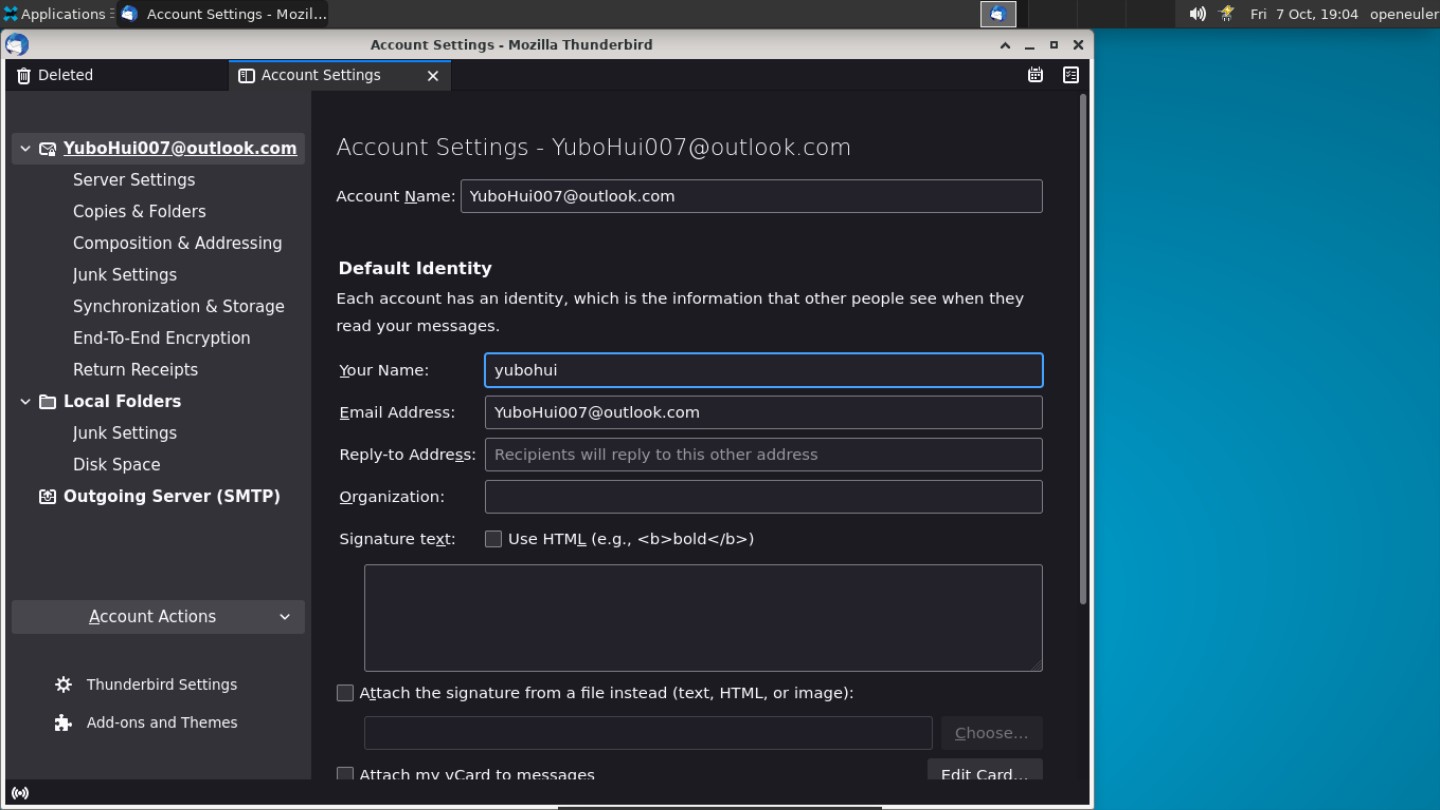 Applications
Account Settings - Mozil...
Fri 7 Oct, 19:04
openeuler
Account Settings - Mozilla Thunderbird
Deleted
Account Settings
YuboHui007@outlook.com
Server Settings
Copies & Folders
Composition & Addressing
Junk Settings
Synchronization & Storage
End-To-End Encryption
Return Receipts
Local Folders
Junk Settings
Disk Space
Outgoing Server (SMTP)
Account Actions
Thunderbird Settings
Add-ons and Themes
Account Settings - YuboHui007@outlook.com
Account Name: YuboHui007@outlook.com
Default Identity
Each account has an identity, which is the information that other people see when they
read your messages.
Your Name: yubohui
Email Address: YuboHui007@outlook.com
Reply-to Address: Recipients will reply to this other address
Organization:
Signature text: Use HTML (e.g., <b>bold</b>)
Attach the signature from a file instead (text, HTML, or image):
Choose...
Attach my vCard to messages
Edit Card...